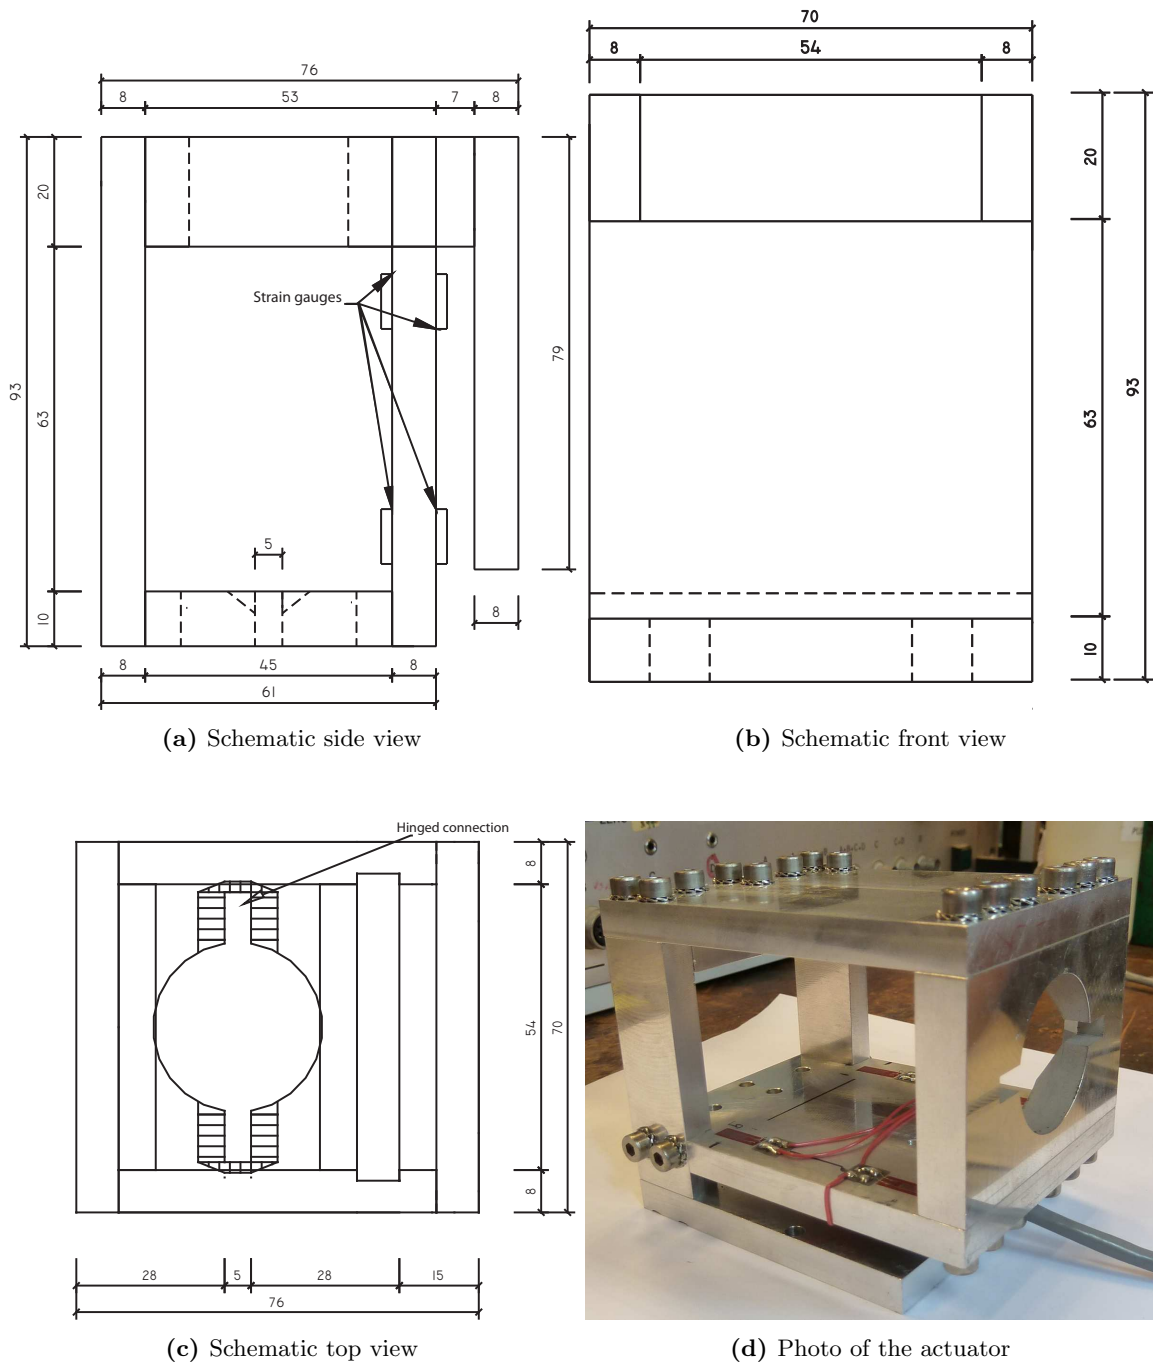 76
8 53 7 8
20
63
93
10
79
Strain gauges
5
8
8 45 8
61
(a) Schematic side view
70
8 54 8
20
63
93
10
(b) Schematic front view
Hinged connection
8
54
70
8
28 5 28 15
76
(c) Schematic top view
(d) Photo of the actuator